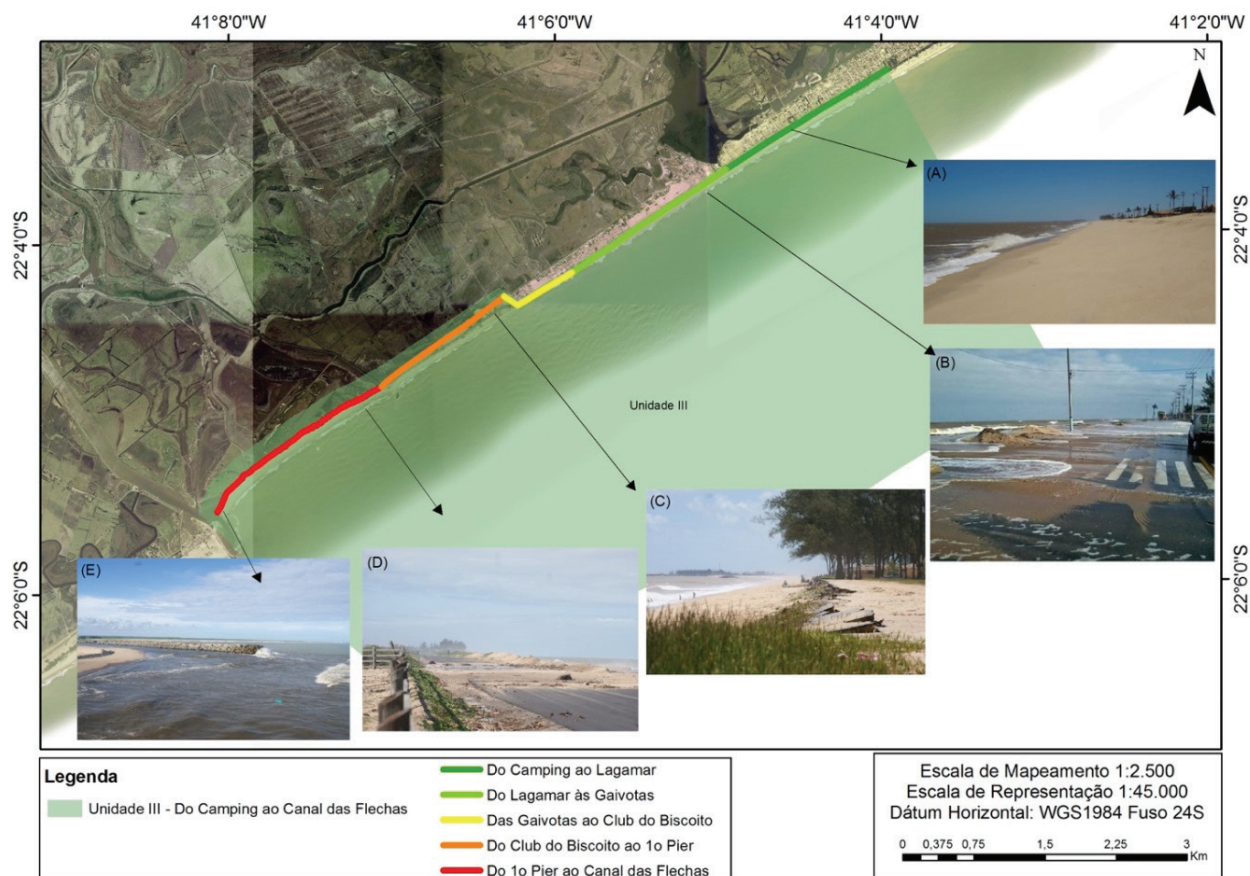 41°8'0"W
41°6'0"W
41°4'0"W
41°2'0"W
N
(A)
22°4'0"S
22°4'0"S
(B)
Unidade III
(C)
(D)
(E)
22°6'0"S
22°6'0"S
Legenda
Unidade III - Do Camping ao Canal das Flechas
Do Camping ao Lagamar
Do Lagamar às Gaivotas
Das Gaivotas ao Club do Biscoito
Do Club do Biscoito ao 1o Pier
Do 1o Pier ao Canal das Flechas
Escala de Mapeamento 1:2.500
Escala de Representação 1:45.000
Dátum Horizontal: WGS1984 Fuso 24S
0 0,375 0,75 1,5 2,25 3
Km